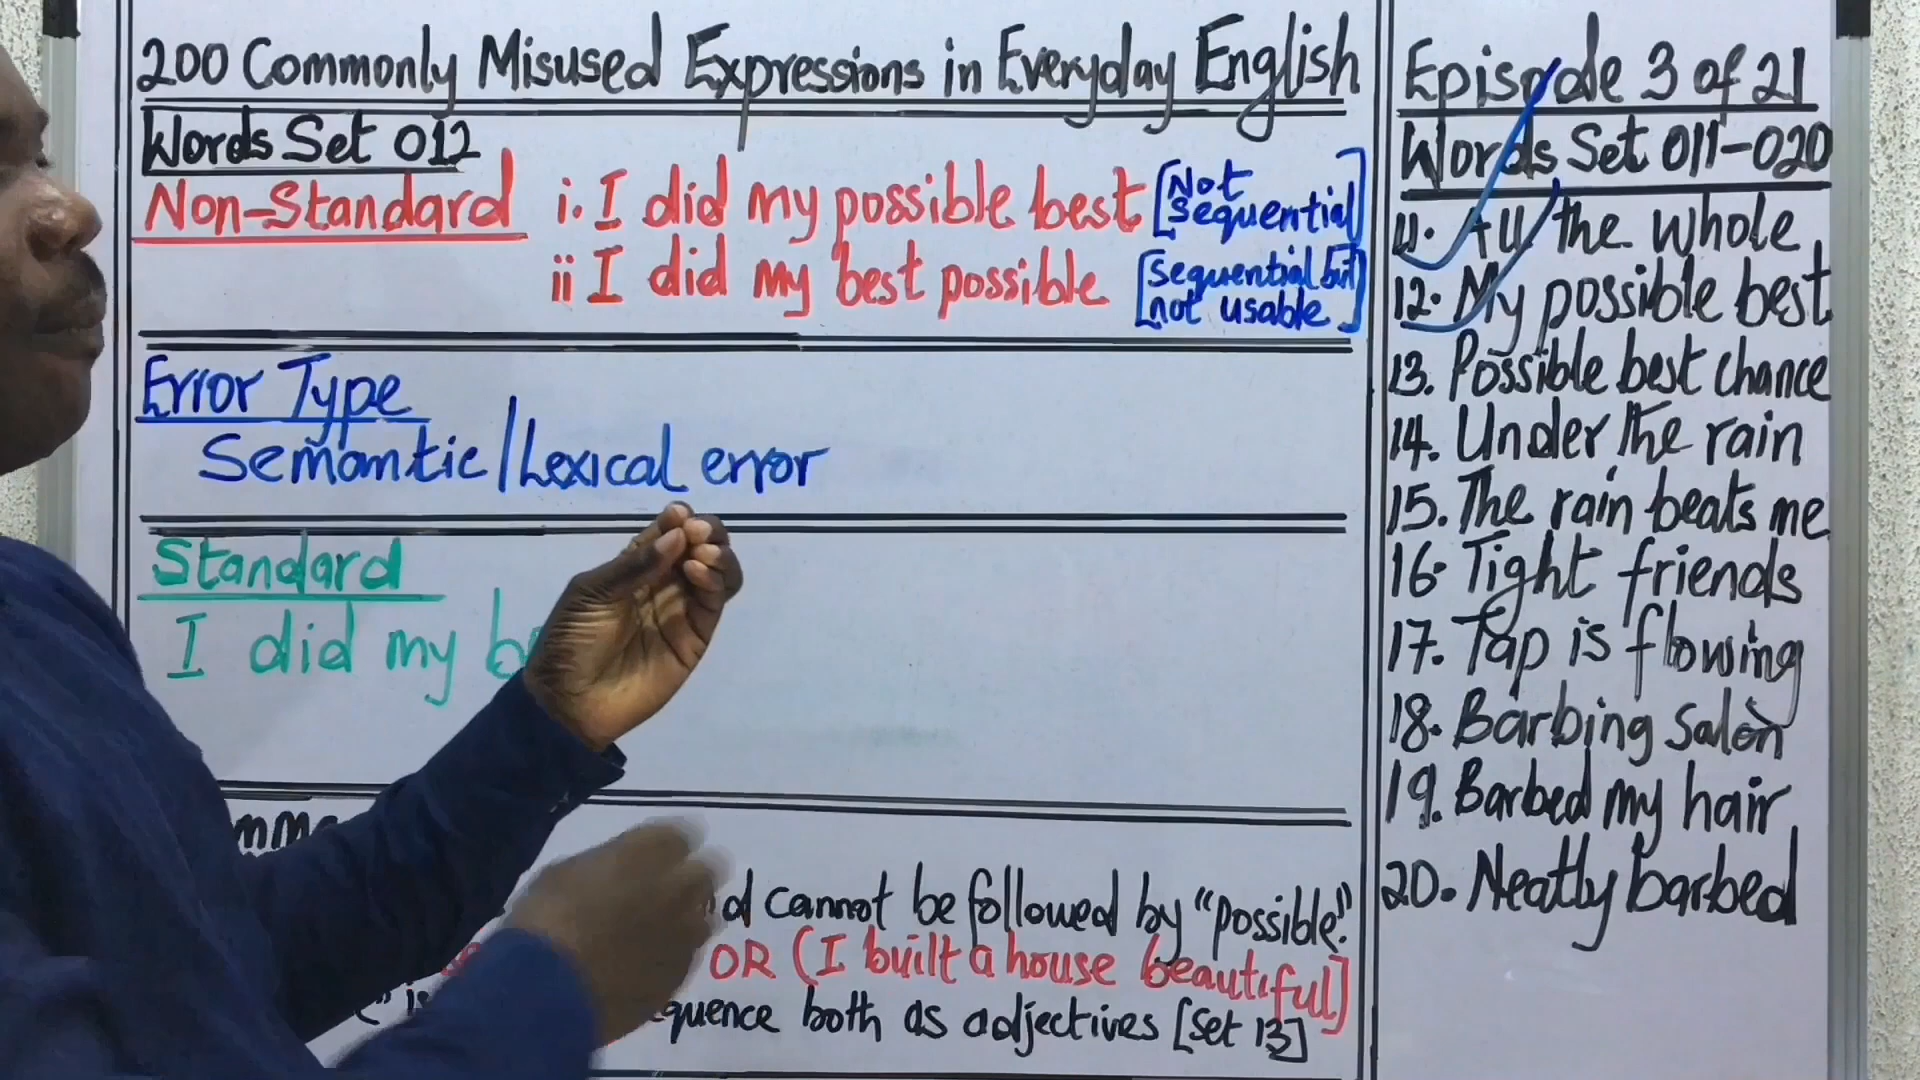 200 Commonly Misused Expressions in Everyday English
Words Set 012
Non-Standard i. I did my possible best [Not Sequential]
ii I did my best possible [Sequential but not usable]
Error Type
Semantic/Lexical error
Standard
I did my
cannot be followed by "possible."
OR (I built a house beautiful]
both as adjectives [Set 13]
Episode 3 of 21
Words Set 011-020
11. All the whole
12. My possible best
13. Possible best chance
14. Under the rain
15. The rain beats me
16. Tight friends
17. Tap is flowing
18. Barbing Salon
19. Barbed my hair
20. Neatly barbed